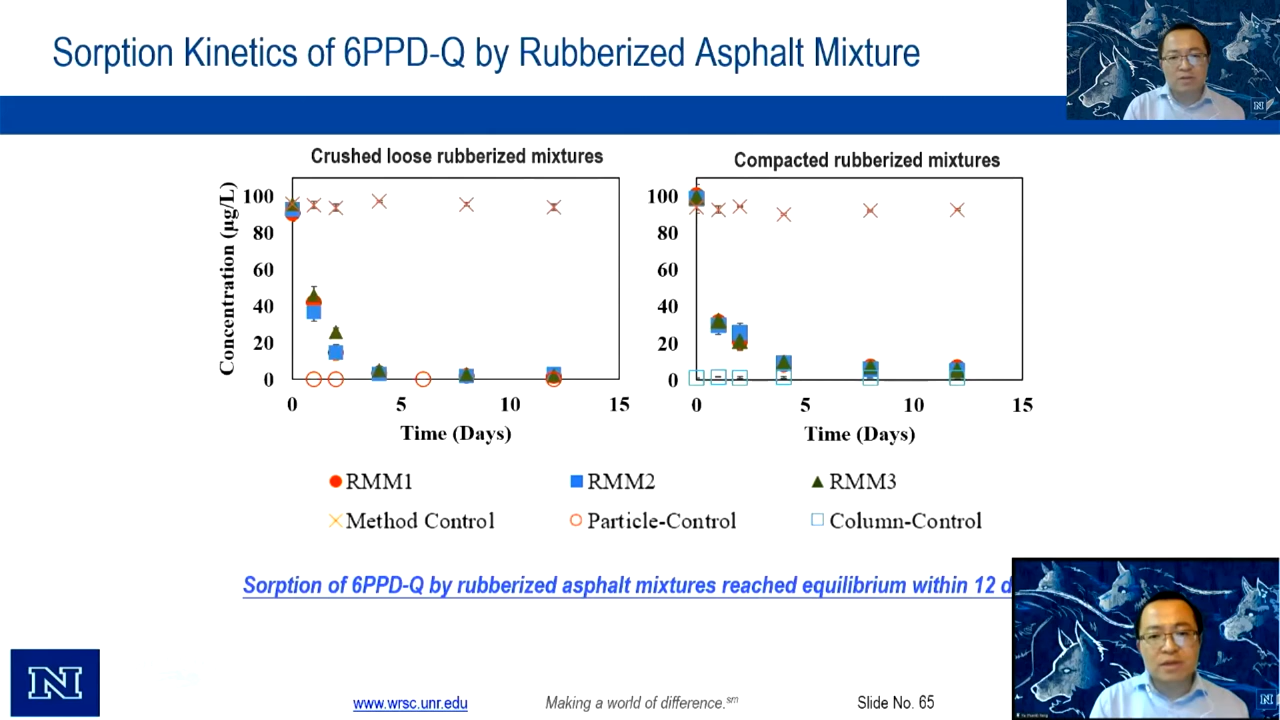 Sorption Kinetics of 6PPD-Q by Rubberized Asphalt Mixture
Crushed loose rubberized mixtures
Compacted rubberized mixtures
Concentration (µg/L)
100
80
60
40
20
0
0 5 10 15
Time (Days)
100
80
60
40
20
0
0 5 10 15
Time (Days)
RMM1 RMM2 RMM3
Method Control Particle-Control Column-Control
Sorption of 6PPD-Q by rubberized asphalt mixtures reached equilibrium within 12 d
N
www.wrsc.unr.edu Making a world of difference.sm Slide No. 65
N
N